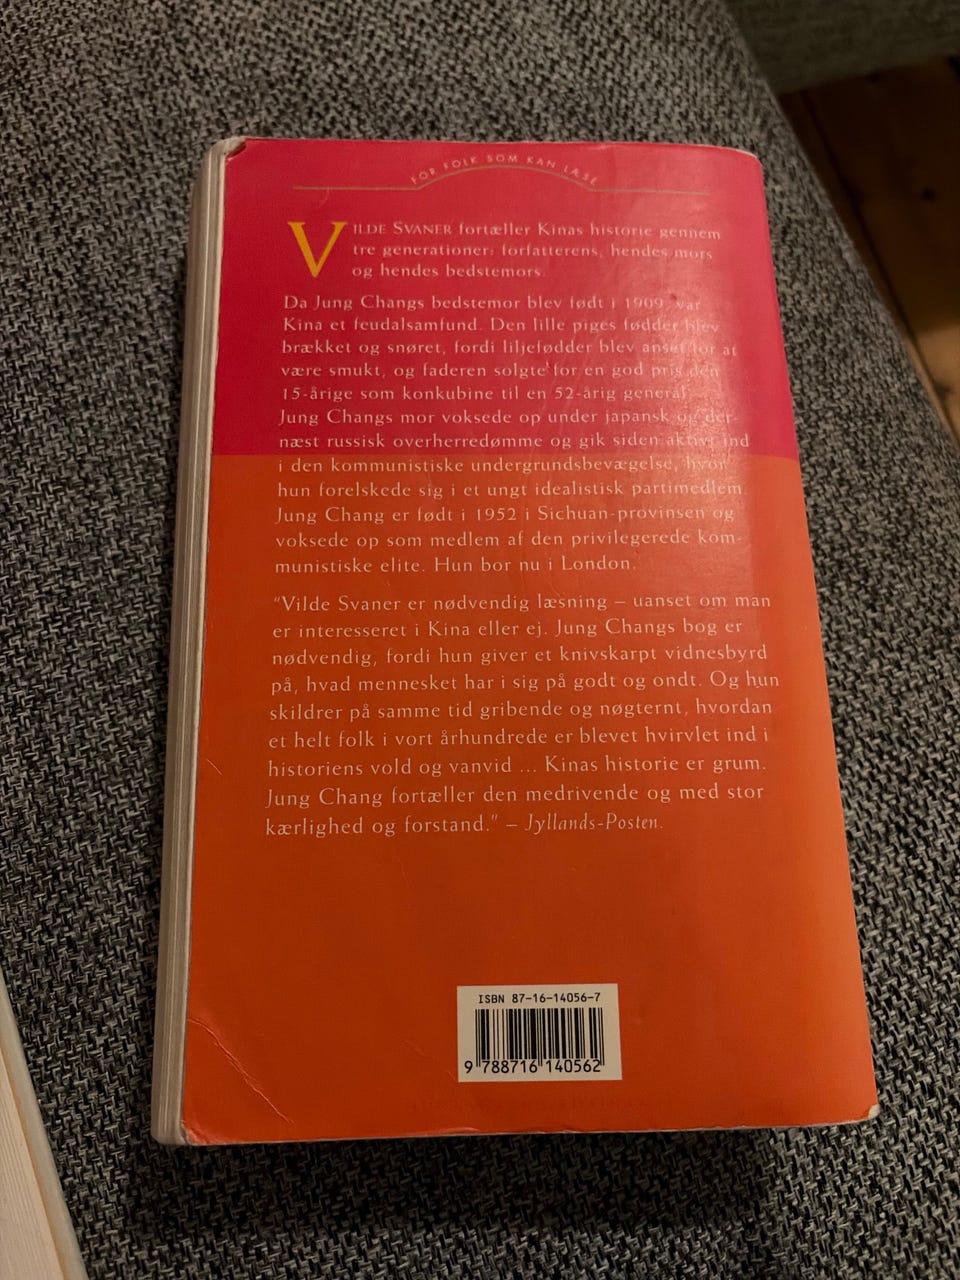 FOR FOLK SOM KAN LÆSE
VILDE SVANER fortæller Kinas historie gennem
tre generationer: forfatterens, hendes mors
og hendes bedstemors.
Da Jung Changs bedstemor blev født i 1909, var
Kina et feudalsamfund. Den lille piges fødder blev
brækket og snøret, fordi liljefødder blev anset for at
være smukt, og faderen solgte for en god pris den
15-årige som konkubine til en 52-årig general.
Jung Changs mor voksede op under japansk og der-
næst russisk overherredømme og gik siden aktivt ind
i den kommunistiske undergrundsbevægelse, hvor
hun forelskede sig i et ungt idealistisk partimedlem.
Jung Chang er født i 1952 i Sichuan-provinsen og
voksede op som medlem af den privilegerede kom-
munistiske elite. Hun bor nu i London.
"Vilde Svaner er nødvendig læsning – uanset om man
er interesseret i Kina eller ej. Jung Changs bog er
nødvendig, fordi hun giver et knivskarpt vidnesbyrd
på, hvad mennesket har i sig på godt og ondt. Og hun
skildrer på samme tid gribende og nøgternt, hvordan
et helt folk i vort århundrede er blevet hvirvlet ind i
historiens vold og vanvid ... Kinas historie er grum.
Jung Chang fortæller den medrivende og med stor
kærlighed og forstand." – Jyllands-Posten.
ISBN 87-16-14056-7
9 788716 140562